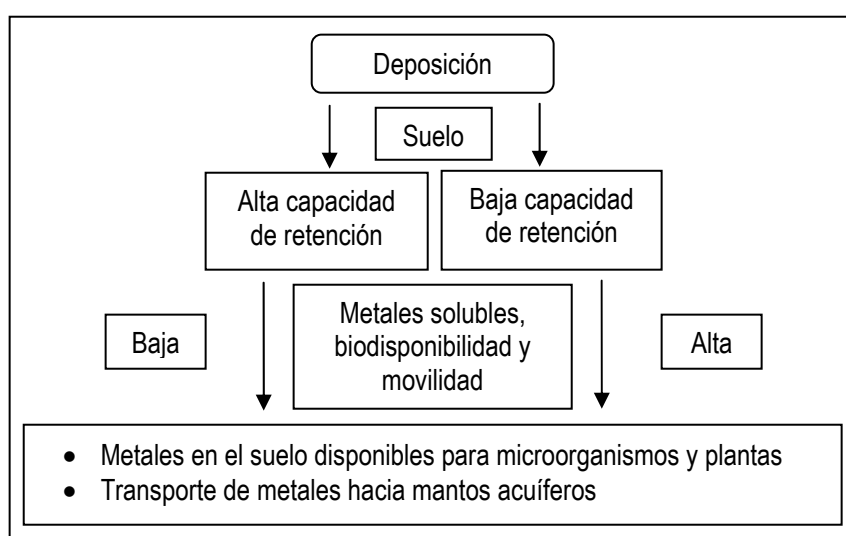 Deposición
Suelo
Alta capacidad
de retención
Baja capacidad
de retención
Metales solubles,
biodisponibilidad y
movilidad
Baja
Alta
• Metales en el suelo disponibles para microorganismos y plantas
• Transporte de metales hacia mantos acuíferos